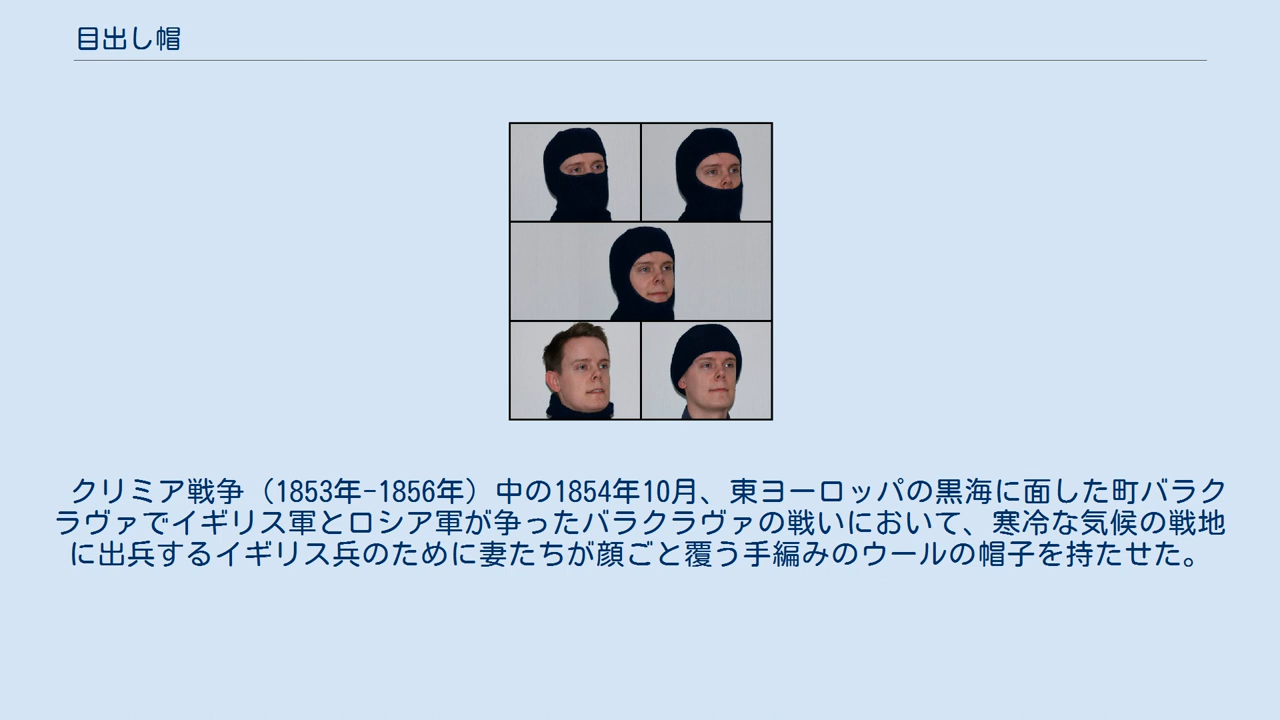 目出し帽
クリミア戦争（1853年-1856年）中の1854年10月、東ヨーロッパの黒海に面した町バラク
ラヴァでイギリス軍とロシア軍が争ったバラクラヴァの戦いにおいて、寒冷な気候の戦地
に出兵するイギリス兵のために妻たちが顔ごと覆う手編みのウールの帽子を持たせた。